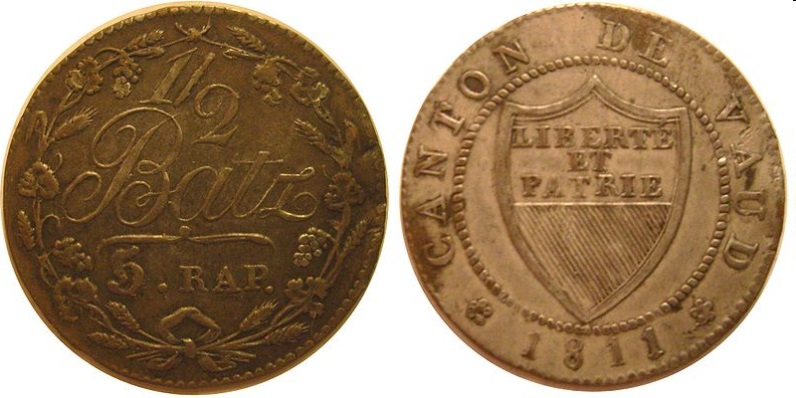 1/2
Batz
5. RAP.
CANTON DE VAUD
LIBERTÉ
ET
PATRIE
1811